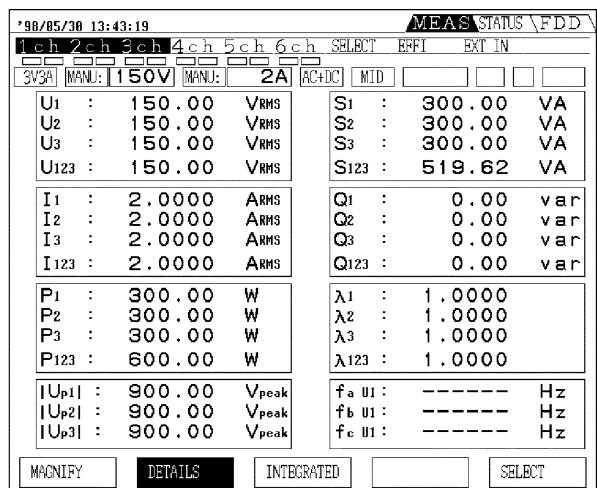 '98/05/30 13:43:19 MEAS STATUS FDD
1ch 2ch 3ch 4ch 5ch 6ch SELECT EFFI EXT IN
3V3A MANU: 150V MANU: 2A AC+DC MID
U1 : 150.00 VRMS S1 : 300.00 VA
U2 : 150.00 VRMS S2 : 300.00 VA
U3 : 150.00 VRMS S3 : 300.00 VA
U123 : 150.00 VRMS S123 : 519.62 VA
I1 : 2.0000 ARMS Q1 : 0.00 var
I2 : 2.0000 ARMS Q2 : 0.00 var
I3 : 2.0000 ARMS Q3 : 0.00 var
I123 : 2.0000 ARMS Q123 : 0.00 var
P1 : 300.00 W λ1 : 1.0000
P2 : 300.00 W λ2 : 1.0000
P3 : 300.00 W λ3 : 1.0000
P123 : 600.00 W λ123 : 1.0000
|Up1| : 900.00 Vpeak fa U1 : ------ Hz
|Up2| : 900.00 Vpeak fb U1 : ------ Hz
|Up3| : 900.00 Vpeak fc U1 : ------ Hz
MAGNIFY DETAILS INTEGRATED SELECT